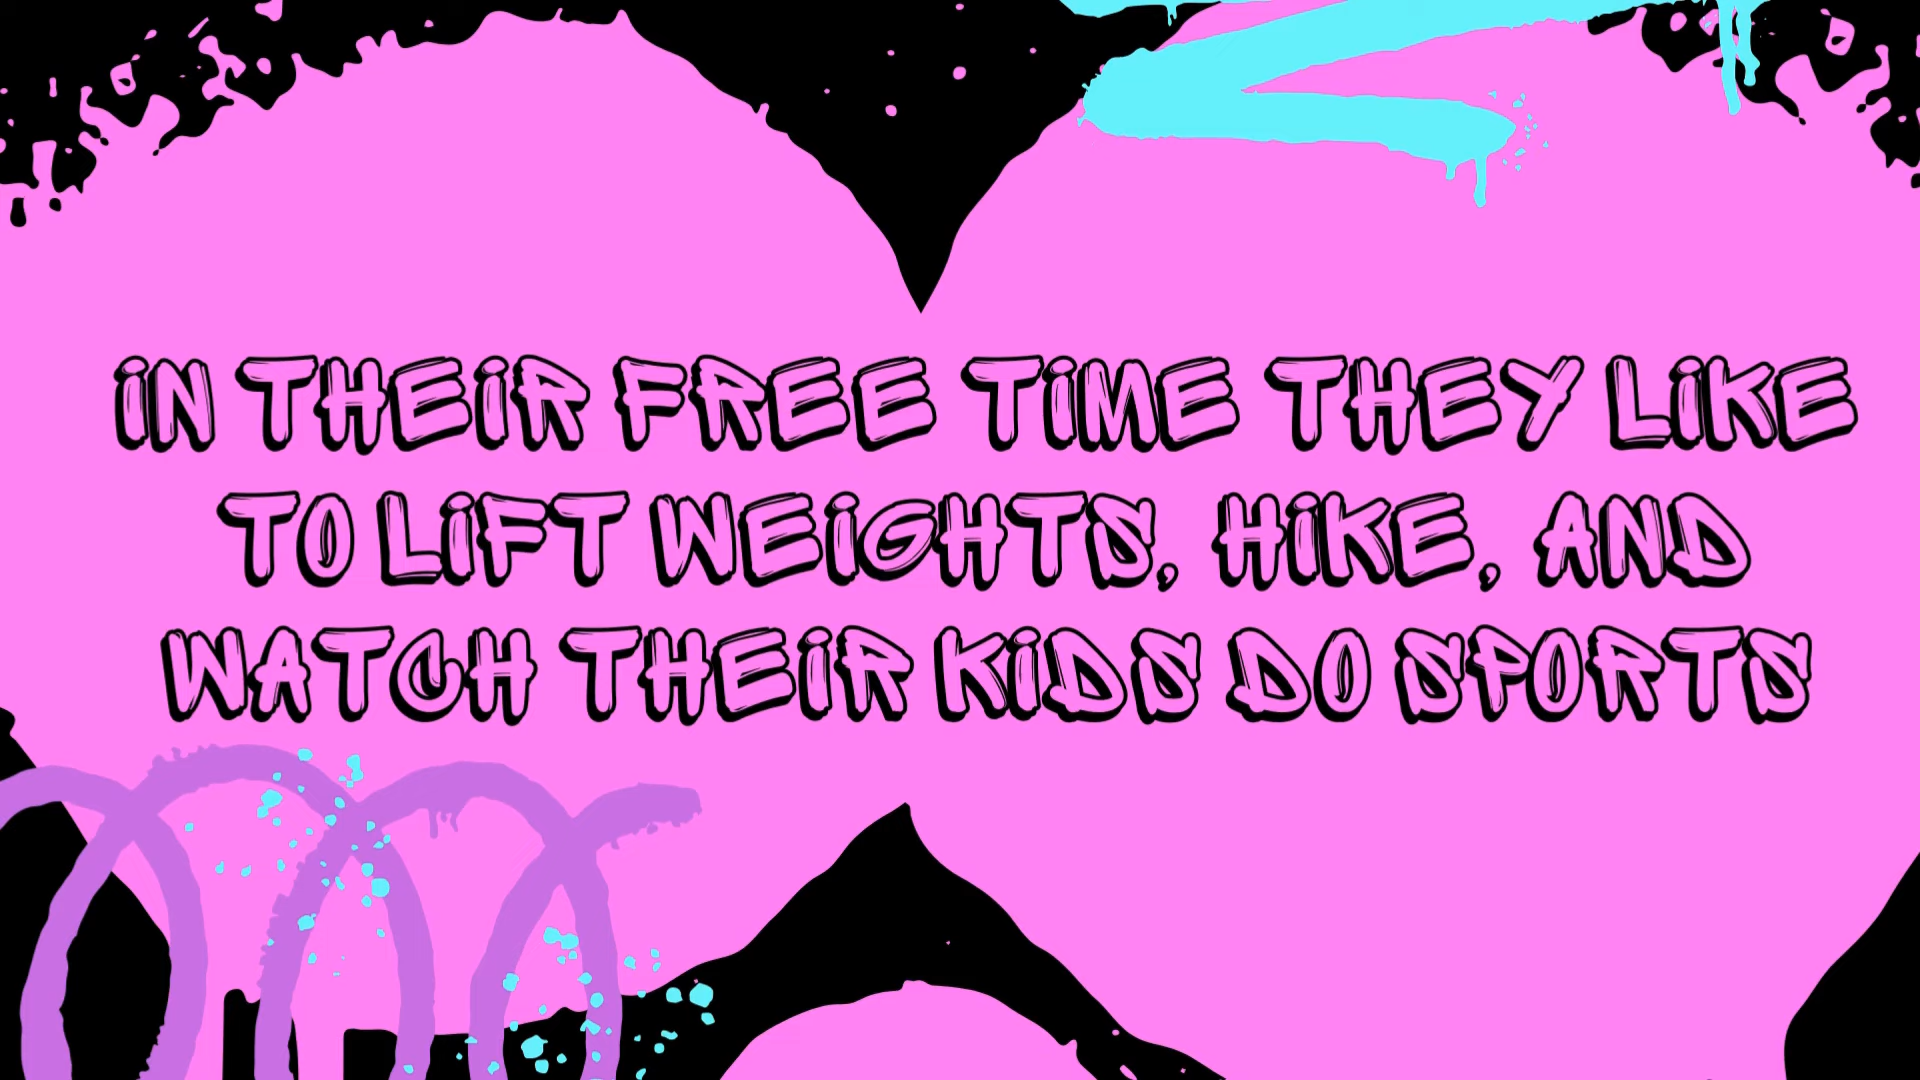 IN THEIR FREE TIME THEY LIKE
TO LIFT WEIGHTS, HIKE, AND
WATCH THEIR KIDS DO SPORTS